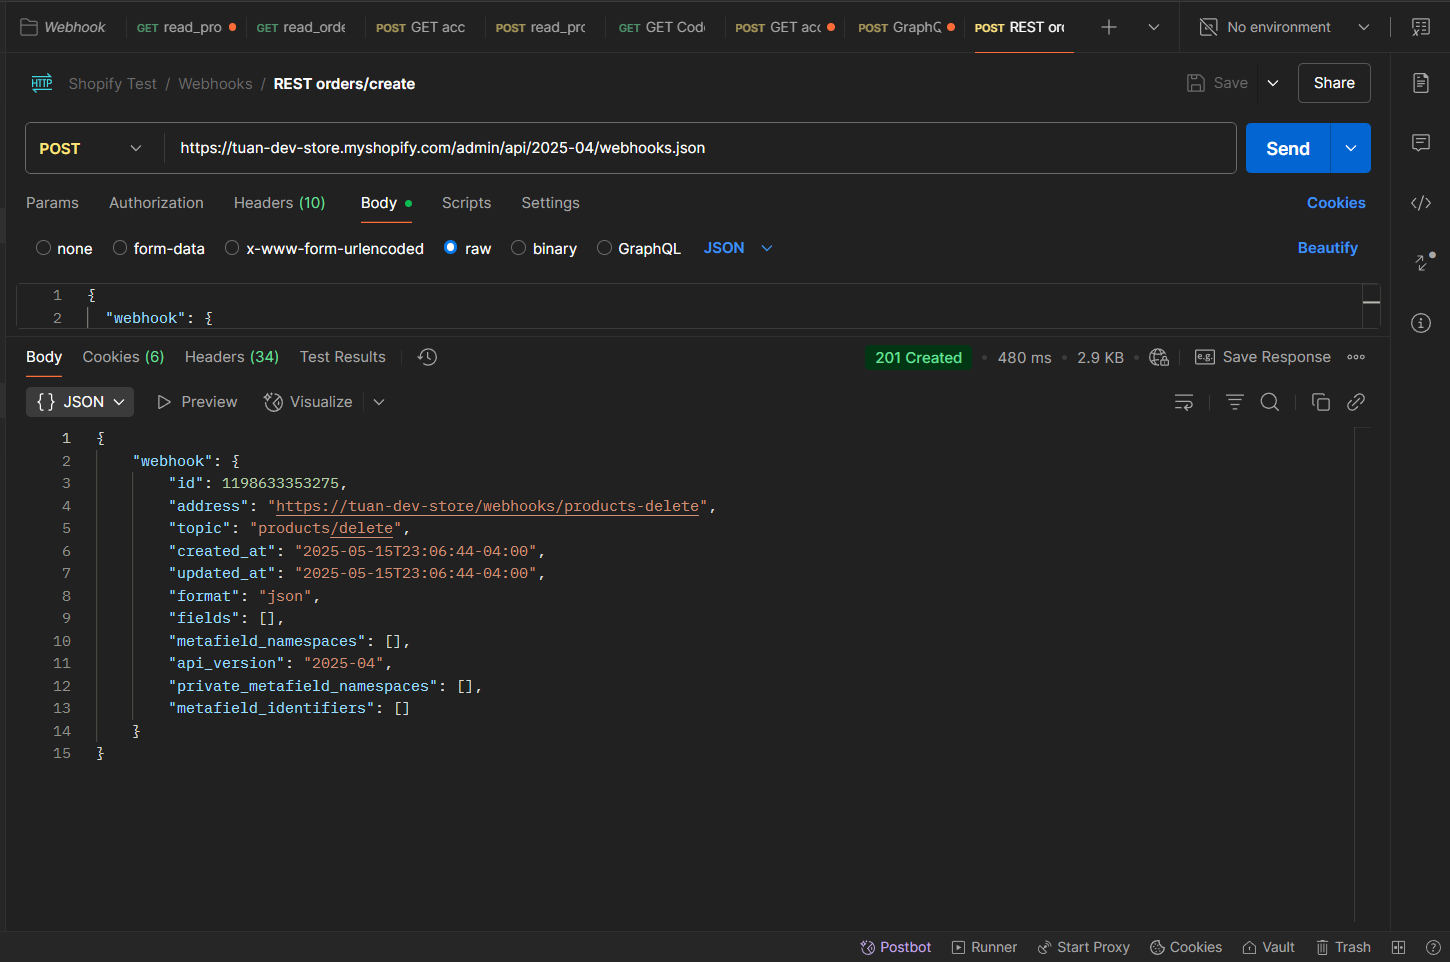 Webhook GET read_pro GET read_orde POST GET acc POST read_prc GET GET Cod POST GET acc POST GraphQ POST REST or No environment
HTTP Shopify Test / Webhooks / REST orders/create Save Share
POST https://tuan-dev-store.myshopify.com/admin/api/2025-04/webhooks.json Send
Params Authorization Headers (10) Body Scripts Settings Cookies
none form-data x-www-form-urlencoded raw binary GraphQL JSON Beautify
1 {
2 "webhook": {
Body Cookies (6) Headers (34) Test Results 201 Created 480 ms 2.9 KB e.g. Save Response
{} JSON Preview Visualize
1 {
2 "webhook": {
3 "id": 1198633353275,
4 "address": "https://tuan-dev-store/webhooks/products-delete",
5 "topic": "products/delete",
6 "created_at": "2025-05-15T23:06:44-04:00",
7 "updated_at": "2025-05-15T23:06:44-04:00",
8 "format": "json",
9 "fields": [],
10 "metafield_namespaces": [],
11 "api_version": "2025-04",
12 "private_metafield_namespaces": [],
13 "metafield_identifiers": []
14 }
15 }
Postbot Runner Start Proxy Cookies Vault Trash